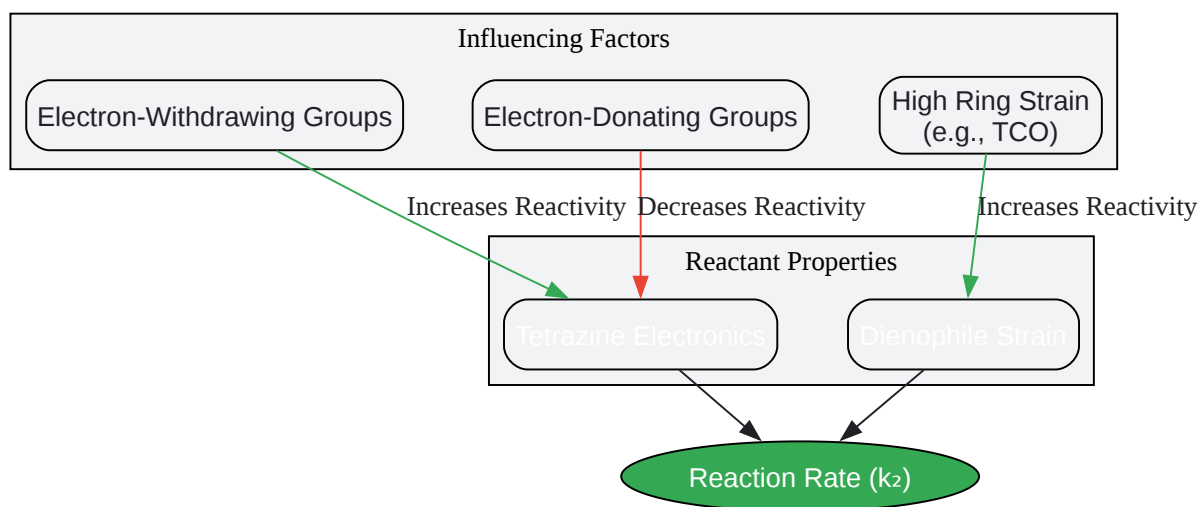 Influencing Factors
Electron-Withdrawing Groups
Electron-Donating Groups
High Ring Strain
(e.g., TCO)
Increases Reactivity
Decreases Reactivity
Increases Reactivity
Reactant Properties
Tetrazine Electronics
Dienophile Strain
Reaction Rate (k₂)